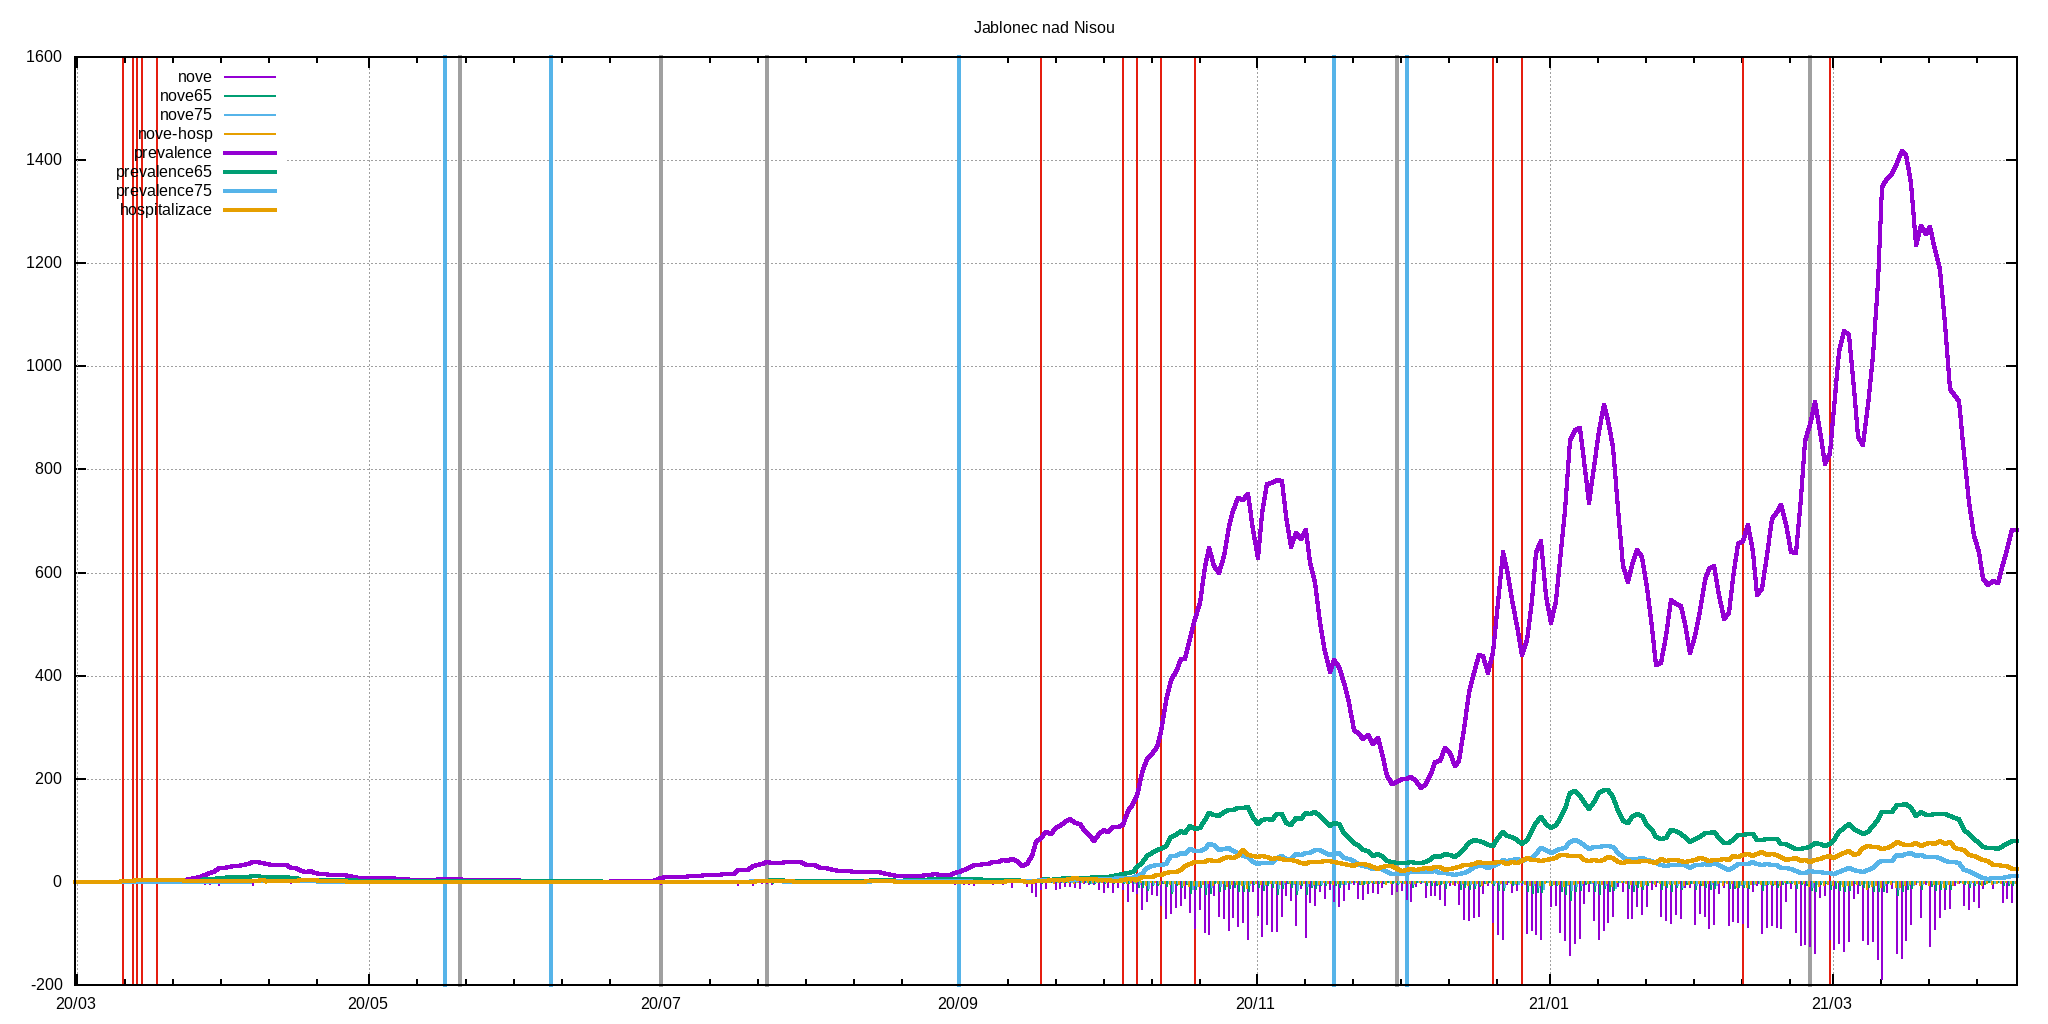 Jablonec nad Nisou
1600
1400
1200
1000
800
600
400
200
0
-200
nove
nove65
nove75
nove-hosp
prevalence
prevalence65
prevalence75
hospitalizace
20/03 20/05 20/07 20/09 20/11 21/01 21/03